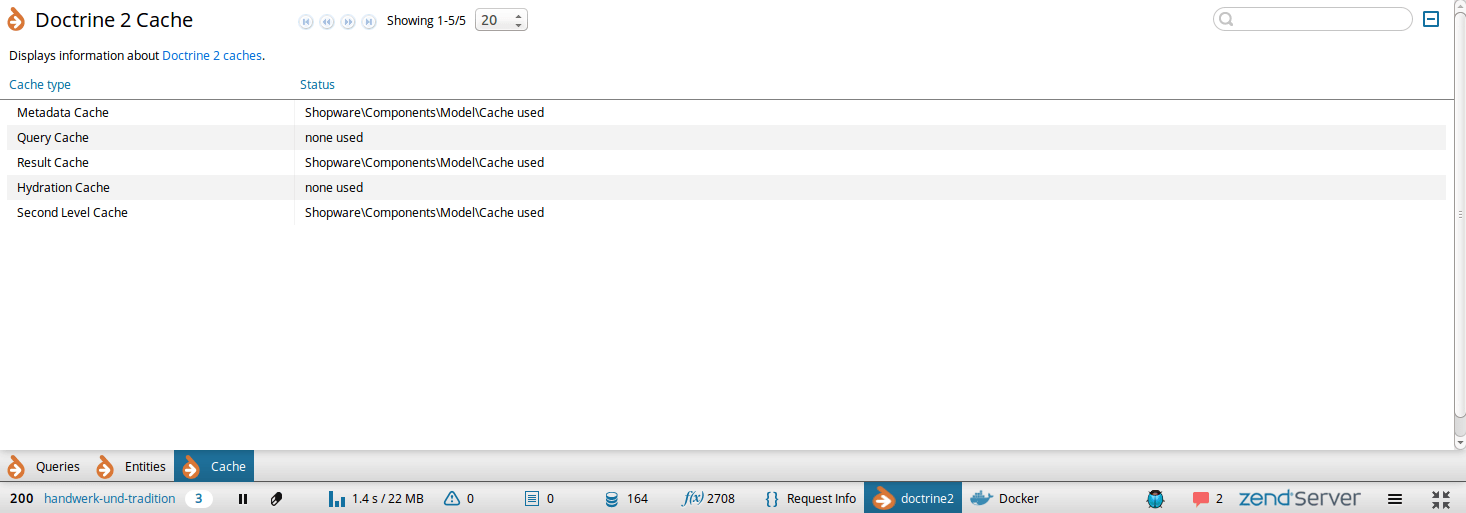 Doctrine 2 Cache Showing 1-5/5 20
Displays information about Doctrine 2 caches.
Cache type Status
Metadata Cache Shopware\Components\Model\Cache used
Query Cache none used
Result Cache Shopware\Components\Model\Cache used
Hydration Cache none used
Second Level Cache Shopware\Components\Model\Cache used
Queries Entities Cache
200 handwerk-und-tradition 3 1.4 s / 22 MB 0 0 164 f(x) 2708 {} Request Info doctrine2 Docker 2 zend Server